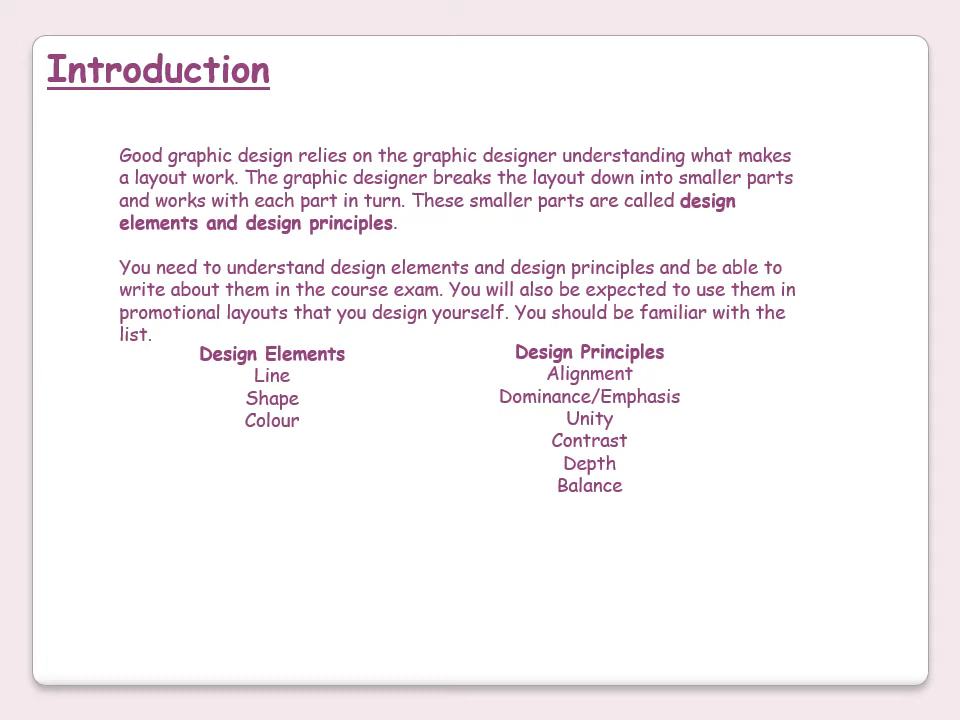 Introduction
Good graphic design relies on the graphic designer understanding what makes
a layout work. The graphic designer breaks the layout down into smaller parts
and works with each part in turn. These smaller parts are called design
elements and design principles.
You need to understand design elements and design principles and be able to
write about them in the course exam. You will also be expected to use them in
promotional layouts that you design yourself. You should be familiar with the
list.
Design Elements
Line
Shape
Colour
Design Principles
Alignment
Dominance/Emphasis
Unity
Contrast
Depth
Balance